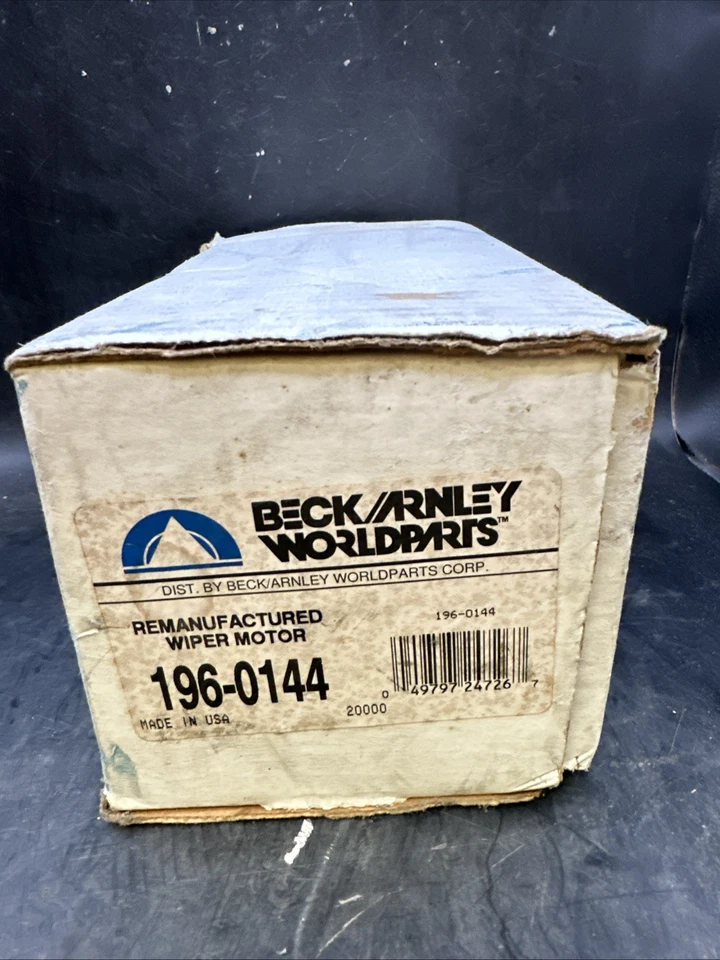 BECK/ARNLEY
WORLDPARTS™
DIST. BY BECK/ARNLEY WORLDPARTS CORP.
REMANUFACTURED
WIPER MOTOR
196-0144
MADE IN USA
196-0144
0 49797 24726 7
20000